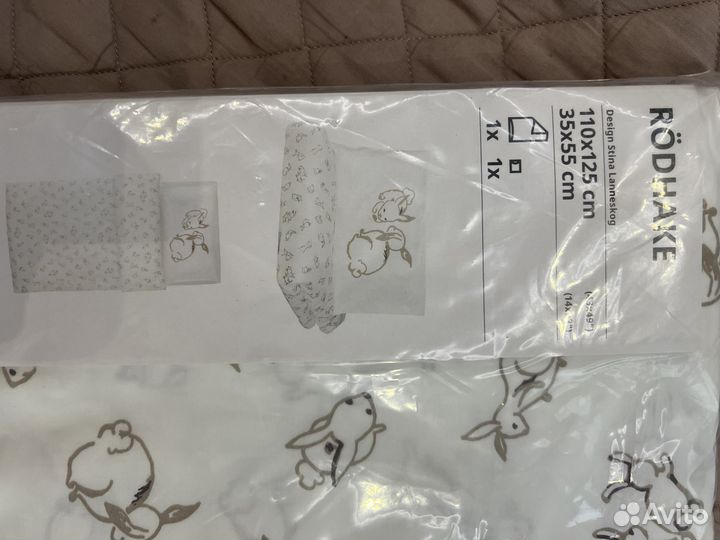 RÖDHAKE
Design Stina Lanneskog
110x125 cm
35x55 cm
1x 1x
Avito